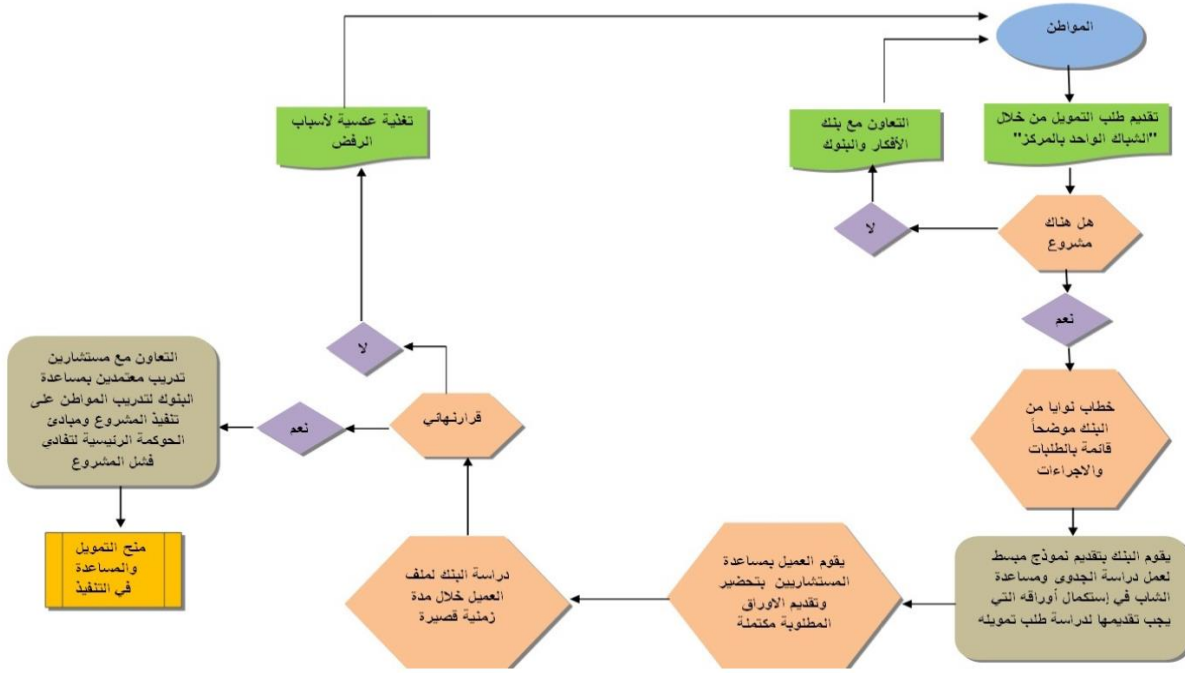 المواطن
تقديم طلب التمويل من خلال
"الشباك الواحد بالمركز"
هل هناك
مشروع
لا
التعاون مع بنك
الأفكار والبنوك
نعم
خطاب نوايا من
البنك موضحاً
قائمة بالطلبات
والاجراءات
يقوم البنك بتقديم نموذج مبسط
لعمل دراسة الجدوى ومساعدة
الشاب في إستكمال أوراقه التي
يجب تقديمها لدراسة طلب تمويله
يقوم العميل بمساعدة
المستشاريين بتحضير
وتقديم الاوراق
المطلوبة مكتملة
دراسة البنك لملف
العميل خلال مدة
زمنية قصيرة
قرارنهائي
لا
تغذية عكسية لأسباب
الرفض
نعم
التعاون مع مستشارين
تدريب معتمدين بمساعدة
البنوك لتدريب المواطن على
تنفيذ المشروع ومبادئ
الحوكمة الرئيسية لتفادي
فشل المشروع
منح التمويل
والمساعدة
في التنفيذ